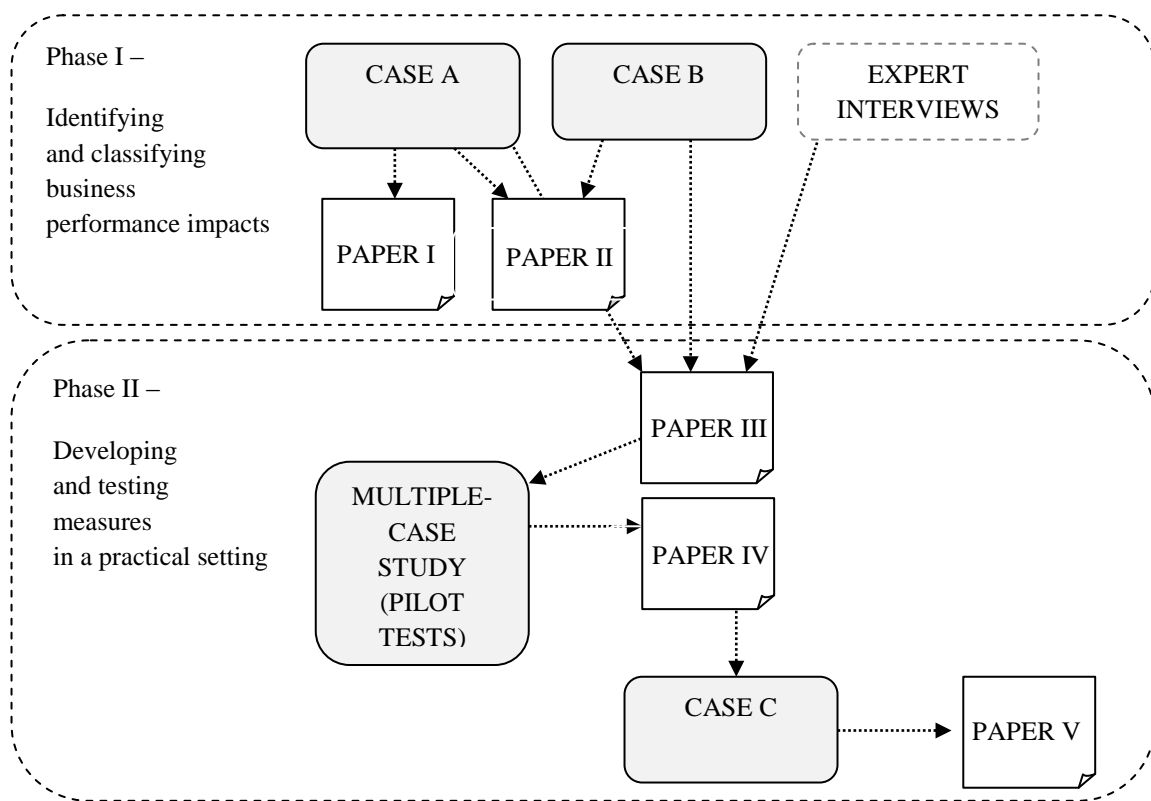 Phase I –
Identifying
and classifying
business
performance impacts
CASE A
CASE B
EXPERT
INTERVIEWS
PAPER I
PAPER II
Phase II –
Developing
and testing
measures
in a practical setting
PAPER III
MULTIPLE-
CASE
STUDY
(PILOT
TESTS)
PAPER IV
CASE C
PAPER V